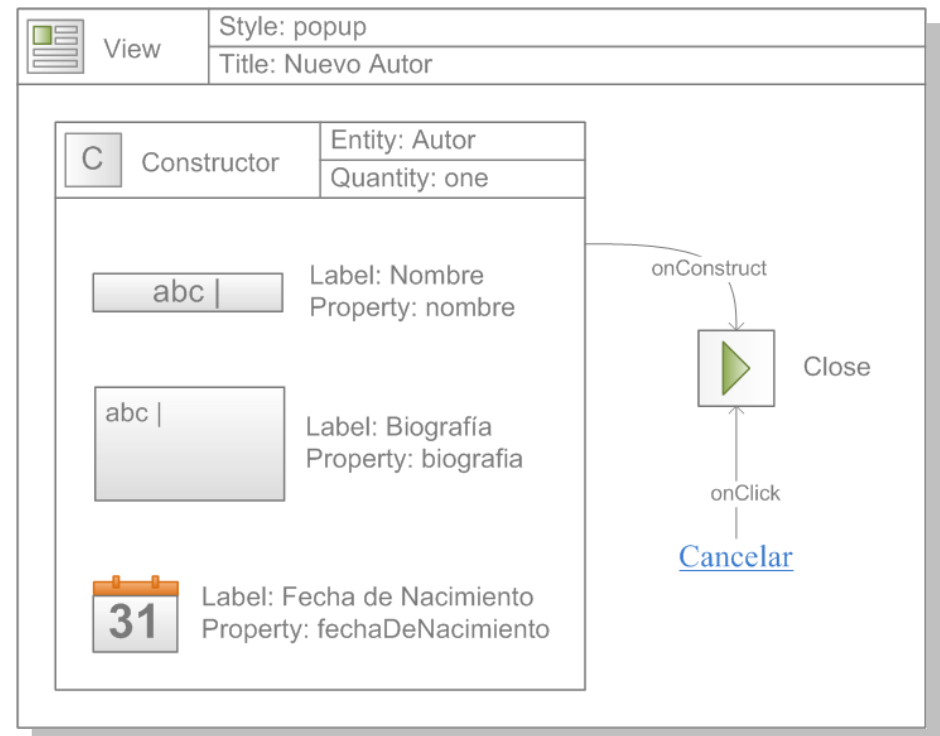 View
Style: popup
Title: Nuevo Autor
C
Constructor
Entity: Autor
Quantity: one
abc |
Label: Nombre
Property: nombre
abc |
Label: Biografía
Property: biografia
31
Label: Fecha de Nacimiento
Property: fechaDeNacimiento
onConstruct
Close
onClick
Cancelar